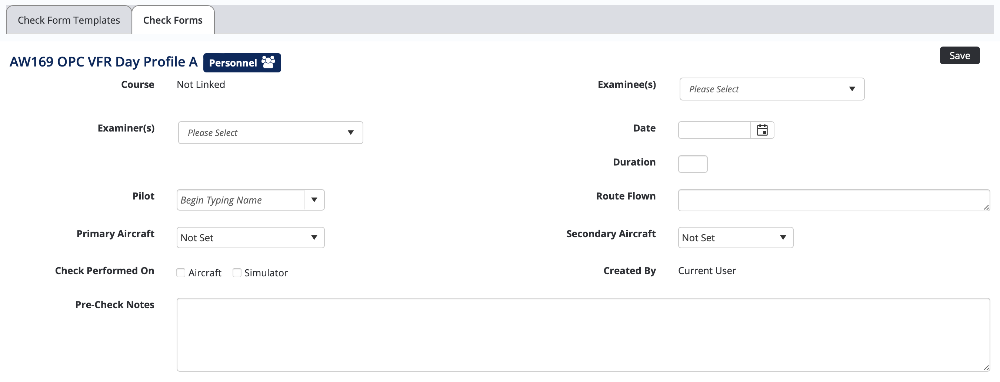 Check Form Templates
Check Forms
AW169 OPC VFR Day Profile A Personnel
Save
Course Not Linked
Examinee(s) Please Select
Examiner(s) Please Select
Date
Duration
Pilot Begin Typing Name
Route Flown
Primary Aircraft Not Set
Secondary Aircraft Not Set
Check Performed On Aircraft Simulator
Created By Current User
Pre-Check Notes